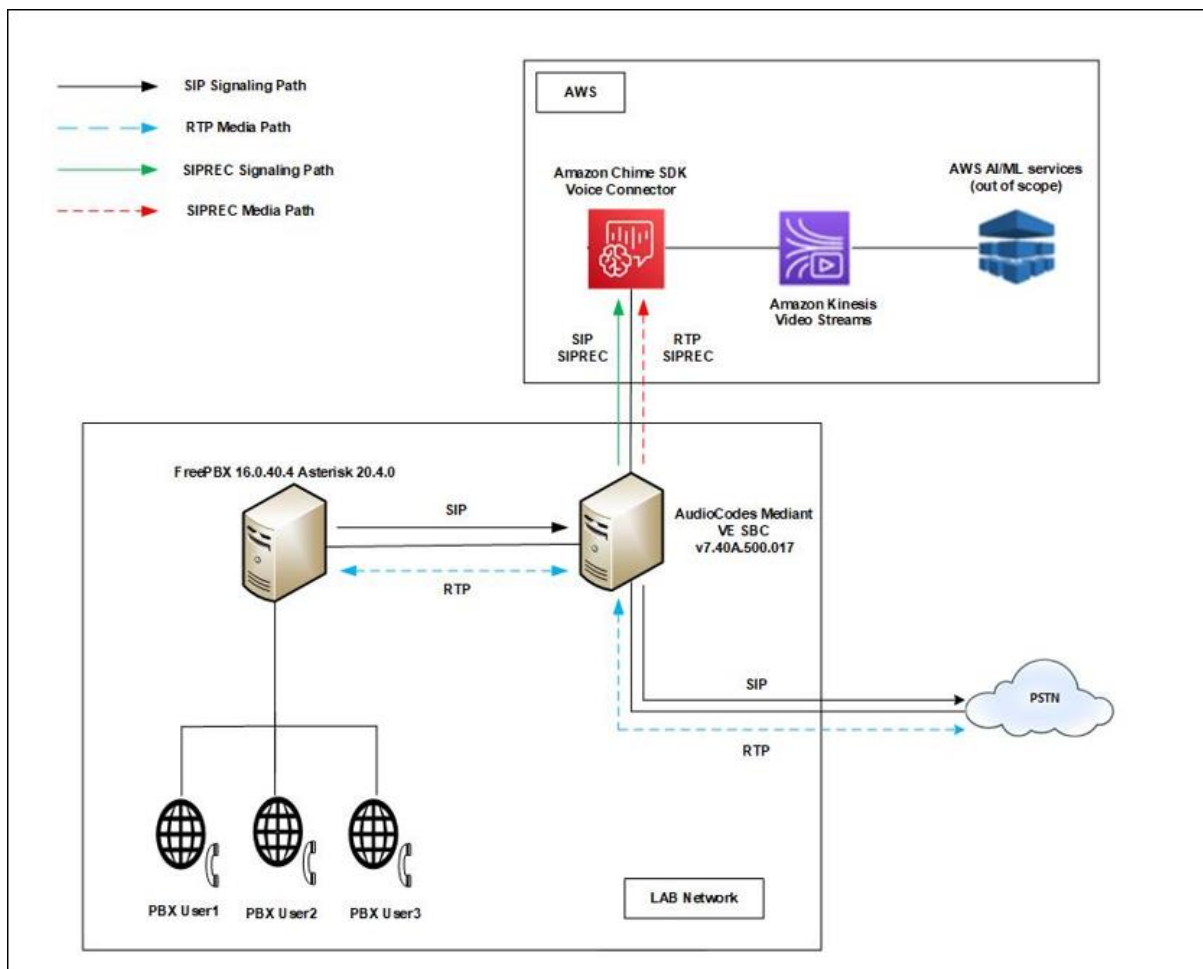 SIP Signaling Path
RTP Media Path
SIPREC Signaling Path
SIPREC Media Path
AWS
Amazon Chime SDK
Voice Connector
AWS AI/ML services
(out of scope)
Amazon Kinesis
Video Streams
SIP
SIPREC
RTP
SIPREC
FreePBX 16.0.40.4 Asterisk 20.4.0
SIP
RTP
AudioCodes Mediant
VE SBC
v7.40A.500.017
SIP
RTP
PSTN
PBX User1
PBX User2
PBX User3
LAB Network